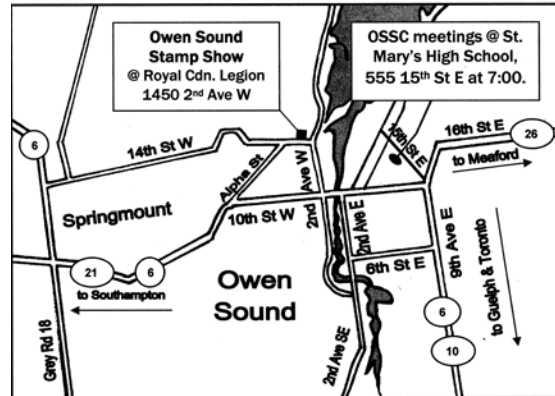 Owen Sound
Stamp Show
@ Royal Cdn. Legion
1450 2nd Ave W
OSSC meetings @ St.
Mary's High School,
555 15th St E at 7:00.
6
14th St W
Alpha St
2nd Ave W
15th St E
16th St E
26
to Meaford
Springmount
10th St W
2nd Ave E
9th Ave E
6th St E
to Guelph & Toronto
21
6
to Southampton
Owen
Sound
Grey Rd 18
2nd Ave SE
6
10